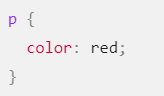 p {
  color: red;
}